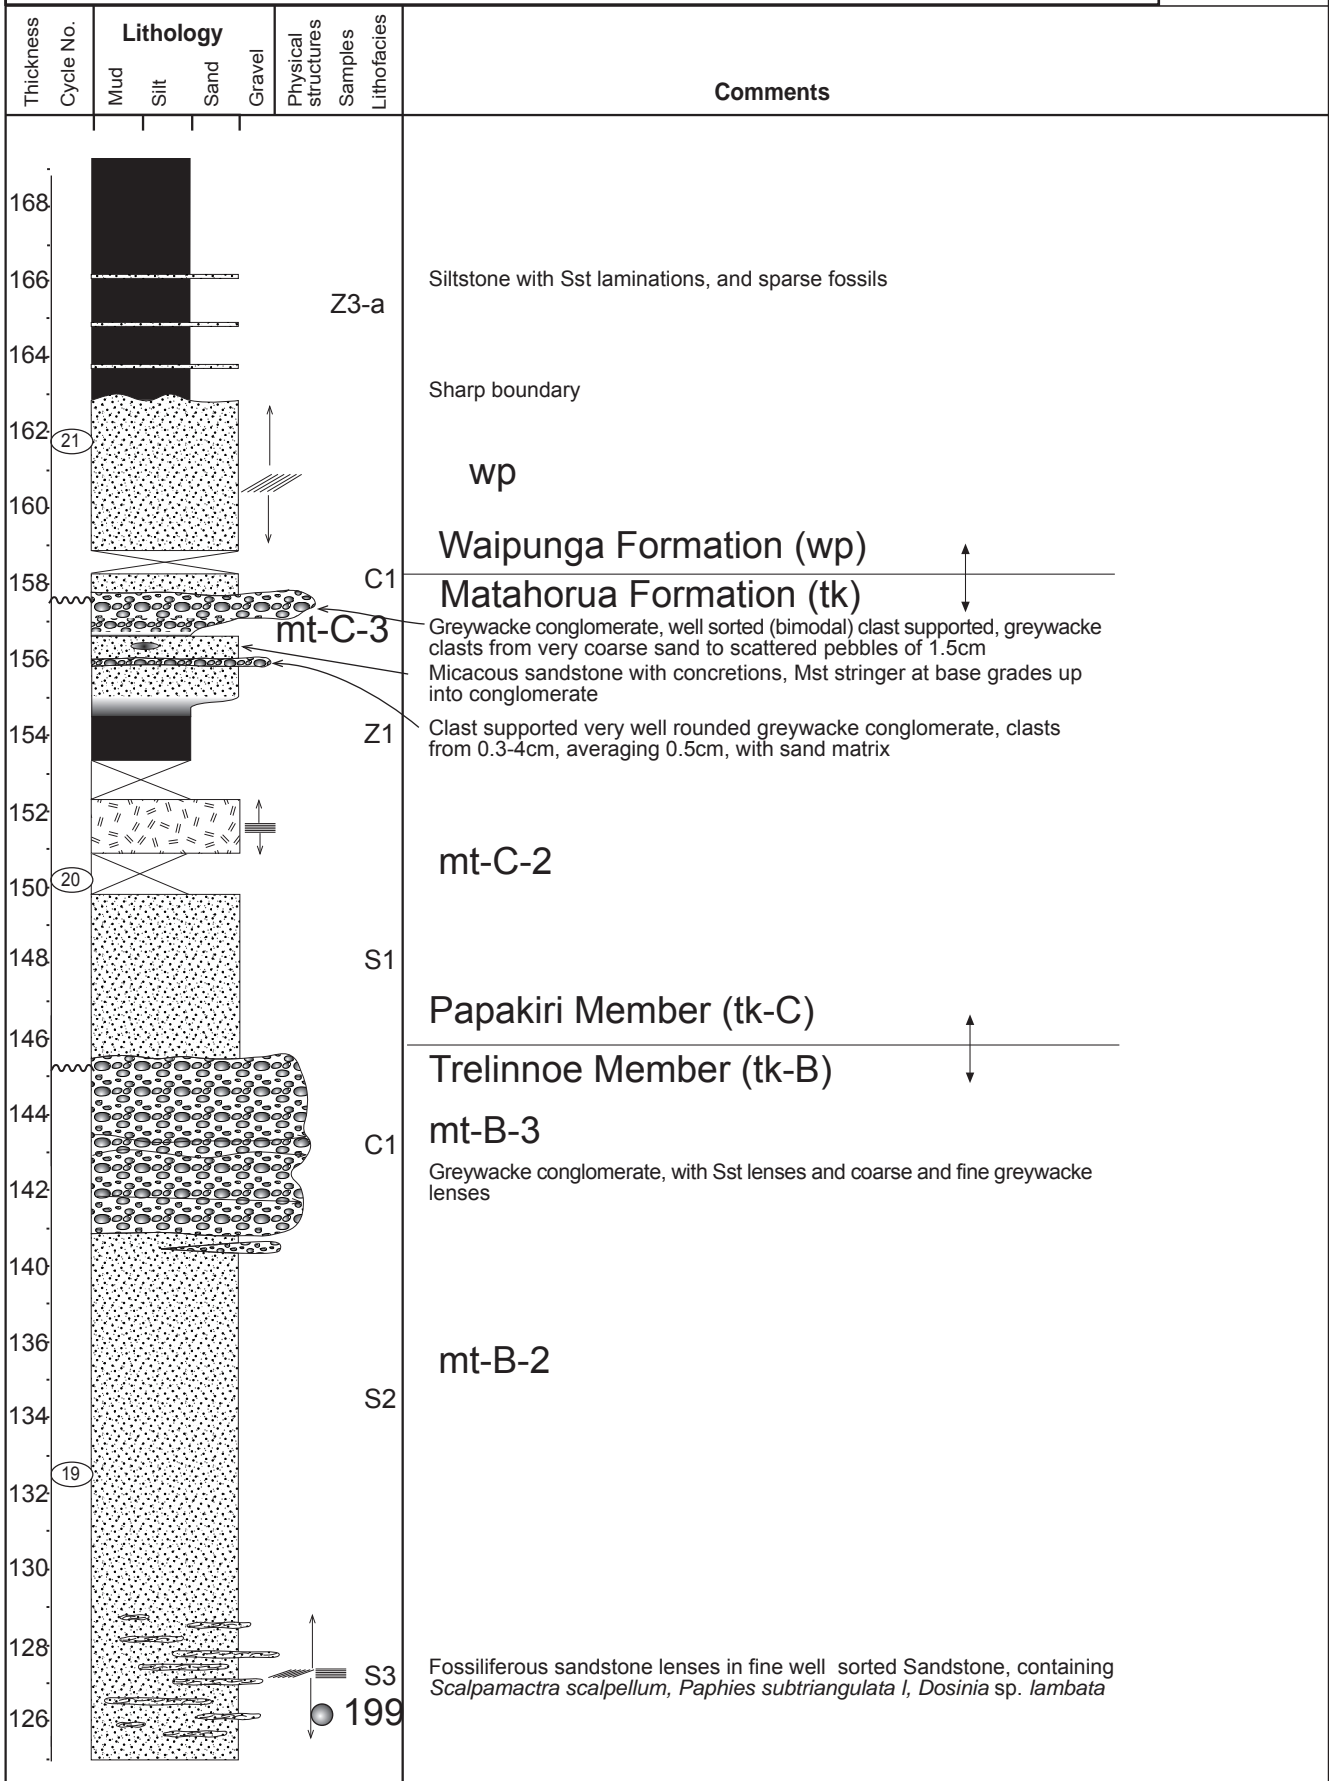 Thickness
Cycle No.
Lithology
Mud
Silt
Sand
Gravel
Physical structures
Samples
Lithofacies
Comments
168
166
Siltstone with Sst laminations, and sparse fossils
Z3-a
164
Sharp boundary
162
21
wp
160
Waipunga Formation (wp)
158
C1
Matahorua Formation (tk)
mt-C-3
Greywacke conglomerate, well sorted (bimodal) clast supported, greywacke
clasts from very coarse sand to scattered pebbles of 1.5cm
156
Micacous sandstone with concretions, Mst stringer at base grades up
into conglomerate
154
Z1
Clast supported very well rounded greywacke conglomerate, clasts
from 0.3-4cm, averaging 0.5cm, with sand matrix
152
mt-C-2
150
20
148
S1
Papakiri Member (tk-C)
146
Trelinnoe Member (tk-B)
144
mt-B-3
C1
Greywacke conglomerate, with Sst lenses and coarse and fine greywacke
lenses
142
140
136
mt-B-2
S2
134
19
132
130
128
S3
Fossiliferous sandstone lenses in fine well sorted Sandstone, containing
Scalpamactra scalpellum, Paphies subtriangulata l, Dosinia sp. lambata
199
126